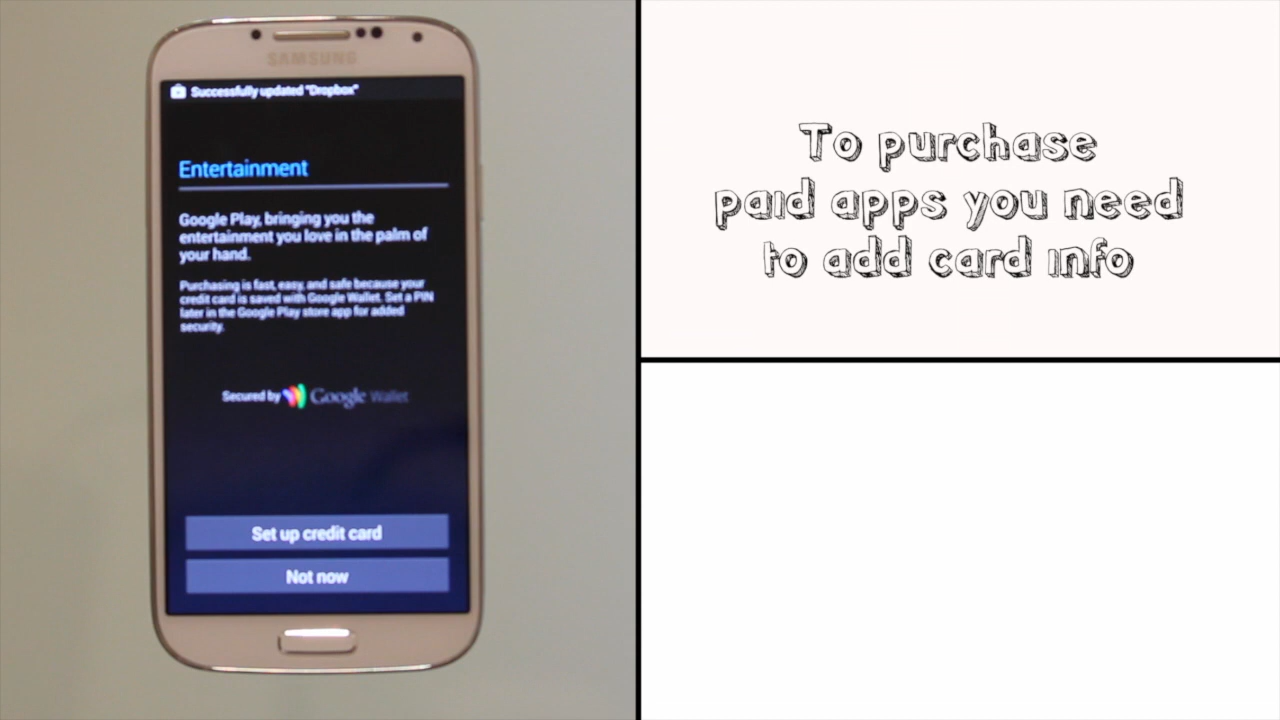 SAMSUNG
Successfully updated "Dropbox"
Entertainment
Google Play, bringing you the
entertainment you love in the palm of
your hand.
Purchasing is fast, easy, and safe because your
credit card is saved with Google Wallet. Set a PIN
later in the Google Play store app for added
security.
Secured by Google Wallet
Set up credit card
Not now
To purchase
paid apps you need
to add card info